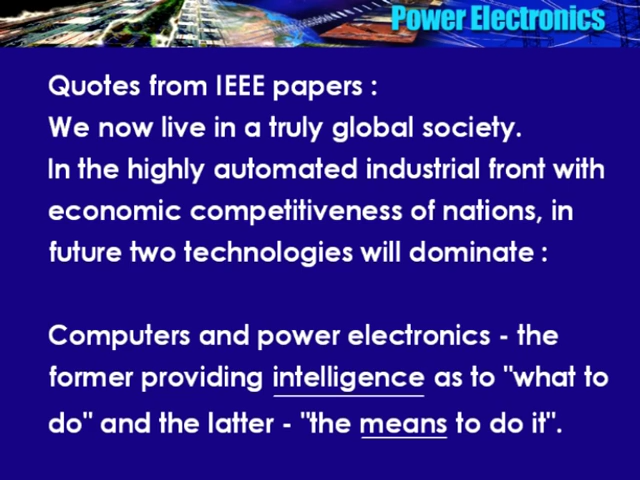 Power Electronics
Quotes from IEEE papers :
We now live in a truly global society.
In the highly automated industrial front with
economic competitiveness of nations, in
future two technologies will dominate :
Computers and power electronics - the
former providing intelligence as to "what to
do" and the latter - "the means to do it".